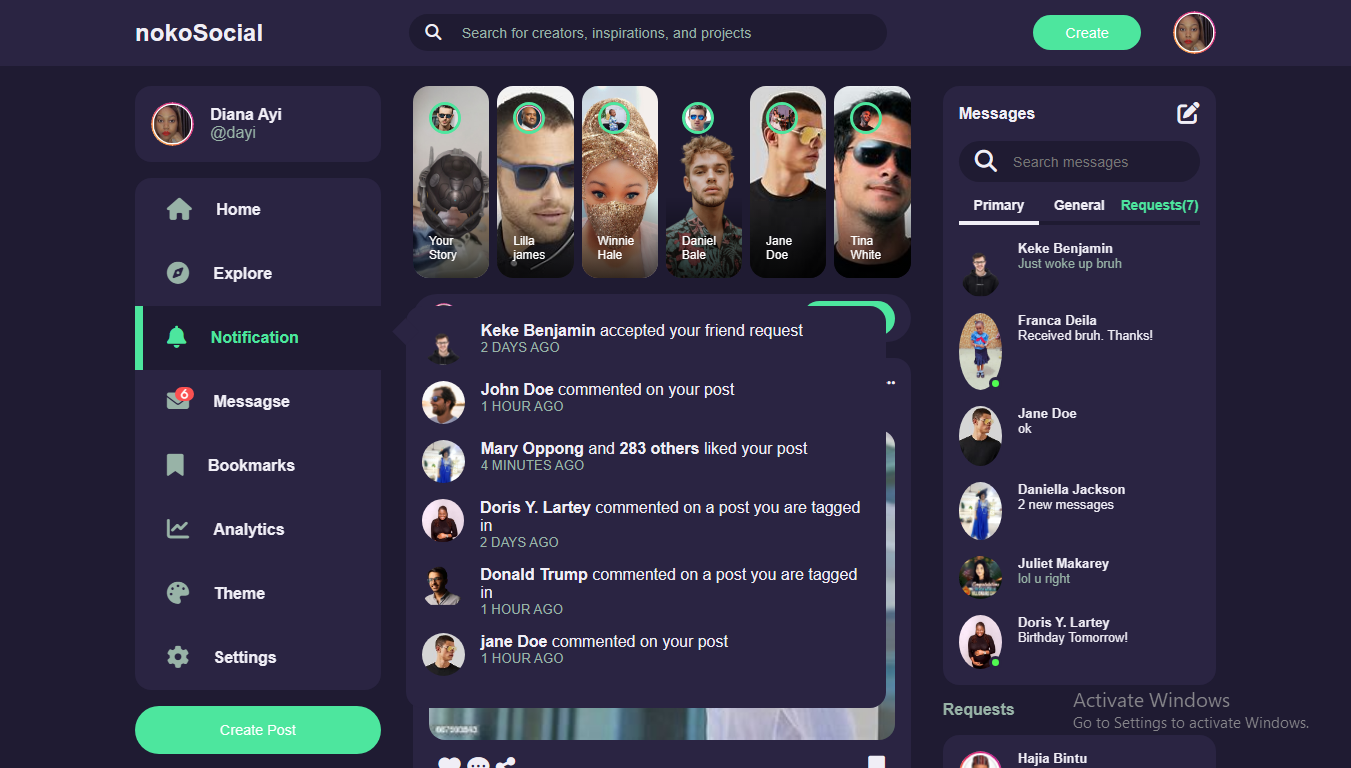 nokoSocial
Search for creators, inspirations, and projects
Create
Diana Ayi
@dayi
Home
Explore
Notification
6
Messagse
Bookmarks
Analytics
Theme
Settings
Create Post
Your
Story
Lilla
james
Winnie
Hale
Daniel
Bale
Jane
Doe
Tina
White
Keke Benjamin accepted your friend request
2 DAYS AGO
John Doe commented on your post
1 HOUR AGO
Mary Oppong and 283 others liked your post
4 MINUTES AGO
Doris Y. Lartey commented on a post you are tagged
in
2 DAYS AGO
Donald Trump commented on a post you are tagged
in
1 HOUR AGO
jane Doe commented on your post
1 HOUR AGO
Messages
Search messages
Primary
General
Requests(7)
Keke Benjamin
Just woke up bruh
Franca Deila
Received bruh. Thanks!
Jane Doe
ok
Daniella Jackson
2 new messages
Juliet Makarey
lol u right
Doris Y. Lartey
Birthday Tomorrow!
Requests
Hajia Bintu
Activate Windows
Go to Settings to activate Windows.